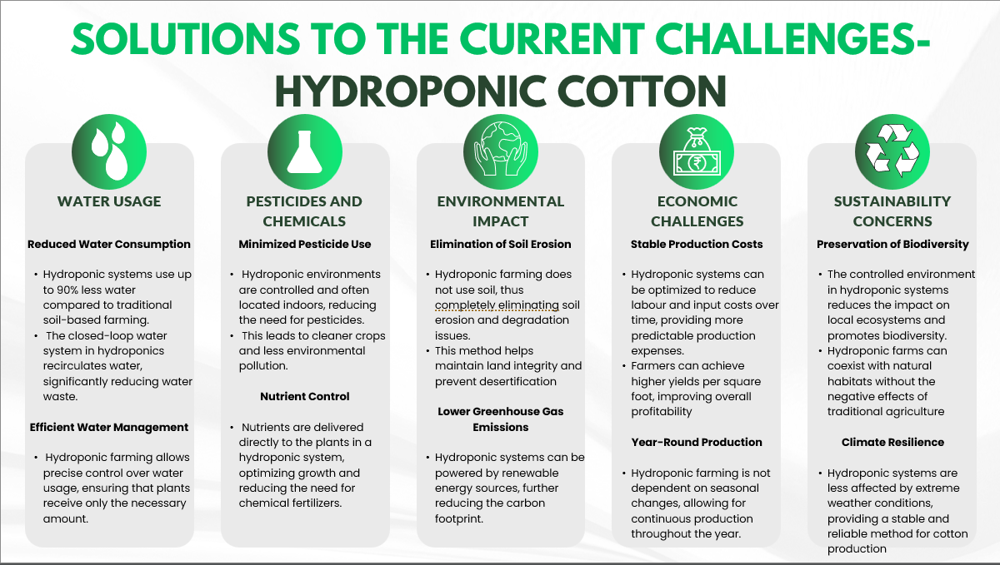 SOLUTIONS TO THE CURRENT CHALLENGES-
HYDROPONIC COTTON
WATER USAGE
Reduced Water Consumption
• Hydroponic systems use up
to 90% less water
compared to traditional
soil-based farming.
• The closed-loop water
system in hydroponics
recirculates water,
significantly reducing water
waste.
Efficient Water Management
• Hydroponic farming allows
precise control over water
usage, ensuring that plants
receive only the necessary
amount.
PESTICIDES AND
CHEMICALS
Minimized Pesticide Use
• Hydroponic environments
are controlled and often
located indoors, reducing
the need for pesticides.
• This leads to cleaner crops
and less environmental
pollution.
Nutrient Control
• Nutrients are delivered
directly to the plants in a
hydroponic system,
optimizing growth and
reducing the need for
chemical fertilizers.
ENVIRONMENTAL
IMPACT
Elimination of Soil Erosion
• Hydroponic farming does
not use soil, thus
completely eliminating soil
erosion and degradation
issues.
• This method helps
maintain land integrity and
prevent desertification
Lower Greenhouse Gas
Emissions
• Hydroponic systems can be
powered by renewable
energy sources, further
reducing the carbon
footprint.
₹
ECONOMIC
CHALLENGES
Stable Production Costs
• Hydroponic systems can
be optimized to reduce
labour and input costs over
time, providing more
predictable production
expenses.
• Farmers can achieve
higher yields per square
foot, improving overall
profitability
Year-Round Production
• Hydroponic farming is not
dependent on seasonal
changes, allowing for
continuous production
throughout the year.
SUSTAINABILITY
CONCERNS
Preservation of Biodiversity
• The controlled environment
in hydroponic systems
reduces the impact on
local ecosystems and
promotes biodiversity.
• Hydroponic farms can
coexist with natural
habitats without the
negative effects of
traditional agriculture
Climate Resilience
• Hydroponic systems are
less affected by extreme
weather conditions,
providing a stable and
reliable method for cotton
production